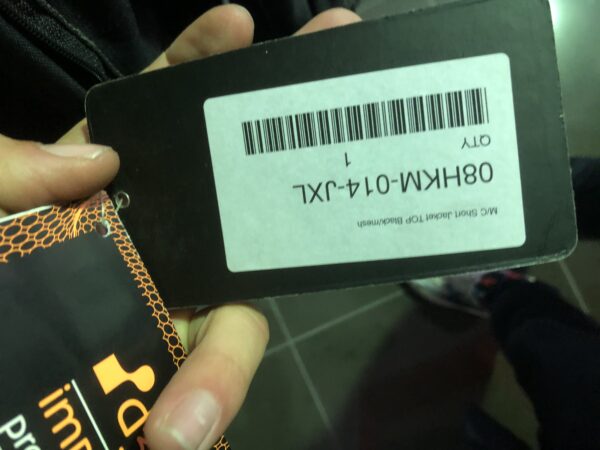 M/C Short Jacket TOP Black/mesh
08HKM-014-JXL
1
QTY